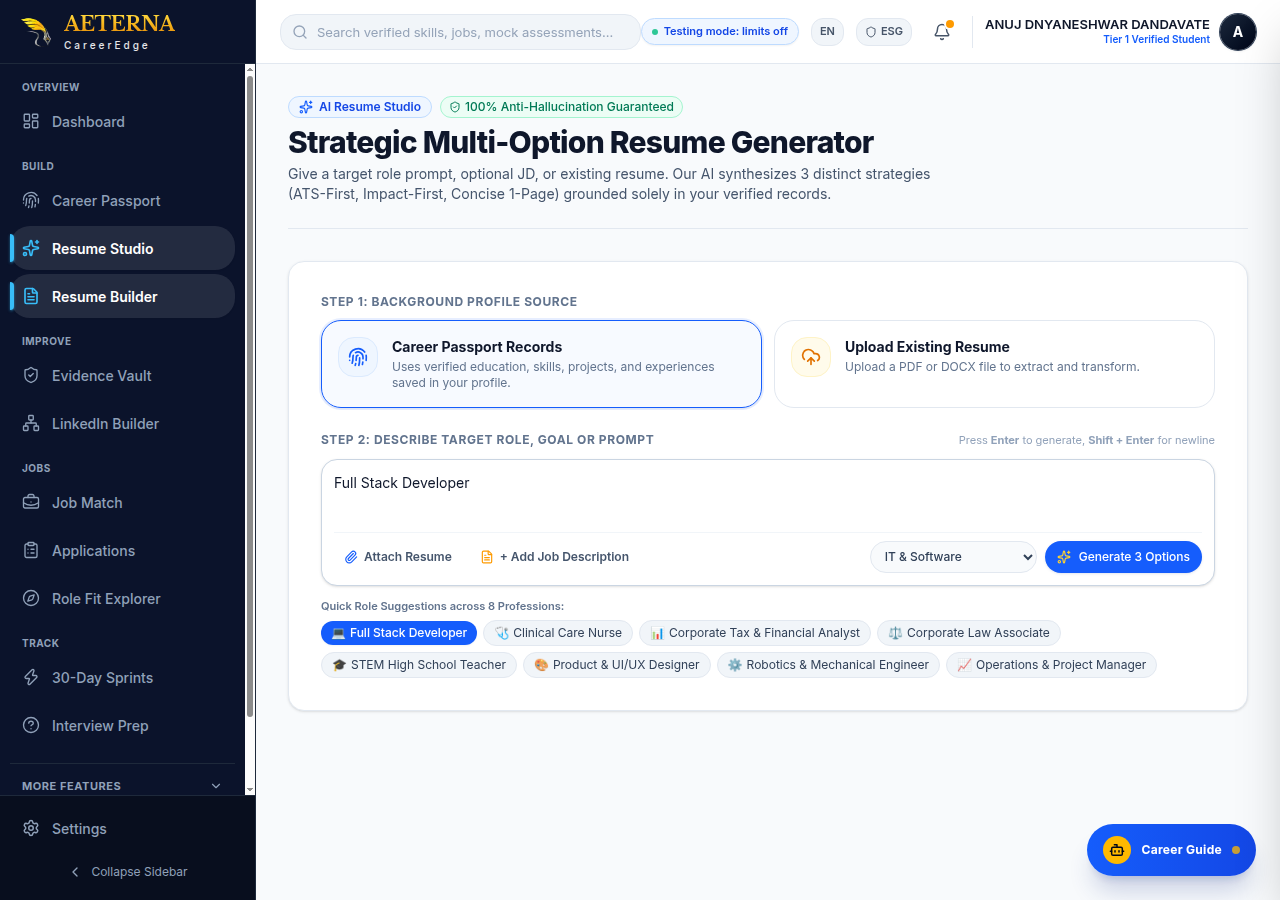 AETERNA
CareerEdge
OVERVIEW
Dashboard
BUILD
Career Passport
Resume Studio
Resume Builder
IMPROVE
Evidence Vault
LinkedIn Builder
JOBS
Job Match
Applications
Role Fit Explorer
TRACK
30-Day Sprints
Interview Prep
MORE FEATURES
Settings
Collapse Sidebar
Search verified skills, jobs, mock assessments...
Testing mode: limits off
EN
ESG
ANUJ DNYANESHWAR DANDAVATE
Tier 1 Verified Student
A
AI Resume Studio
100% Anti-Hallucination Guaranteed
Strategic Multi-Option Resume Generator
Give a target role prompt, optional JD, or existing resume. Our AI synthesizes 3 distinct strategies
(ATS-First, Impact-First, Concise 1-Page) grounded solely in your verified records.
STEP 1: BACKGROUND PROFILE SOURCE
Career Passport Records
Uses verified education, skills, projects, and experiences
saved in your profile.
Upload Existing Resume
Upload a PDF or DOCX file to extract and transform.
STEP 2: DESCRIBE TARGET ROLE, GOAL OR PROMPT
Press Enter to generate, Shift + Enter for newline
Full Stack Developer
Attach Resume
+ Add Job Description
IT & Software
Generate 3 Options
Quick Role Suggestions across 8 Professions:
Full Stack Developer
Clinical Care Nurse
Corporate Tax & Financial Analyst
Corporate Law Associate
STEM High School Teacher
Product & UI/UX Designer
Robotics & Mechanical Engineer
Operations & Project Manager
Career Guide